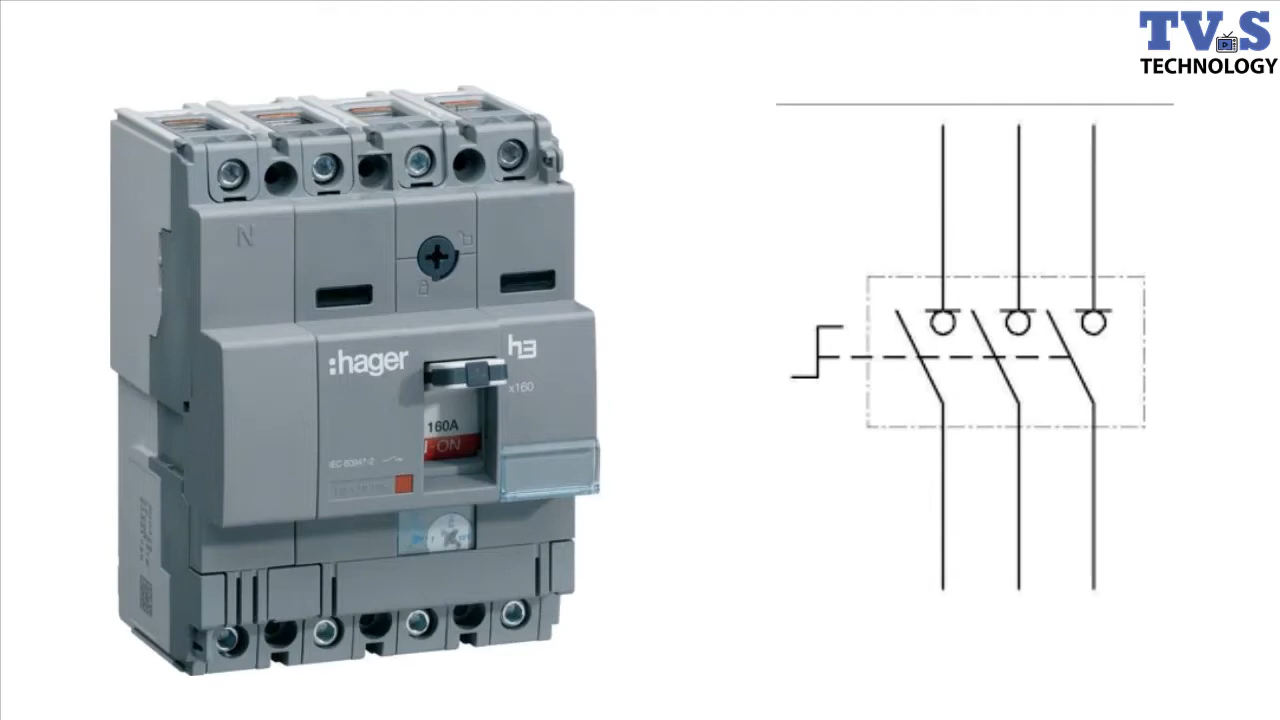 TVS
TECHNOLOGY
N
:hager
h3
x160
160A
I-ON
IEC 60947-2